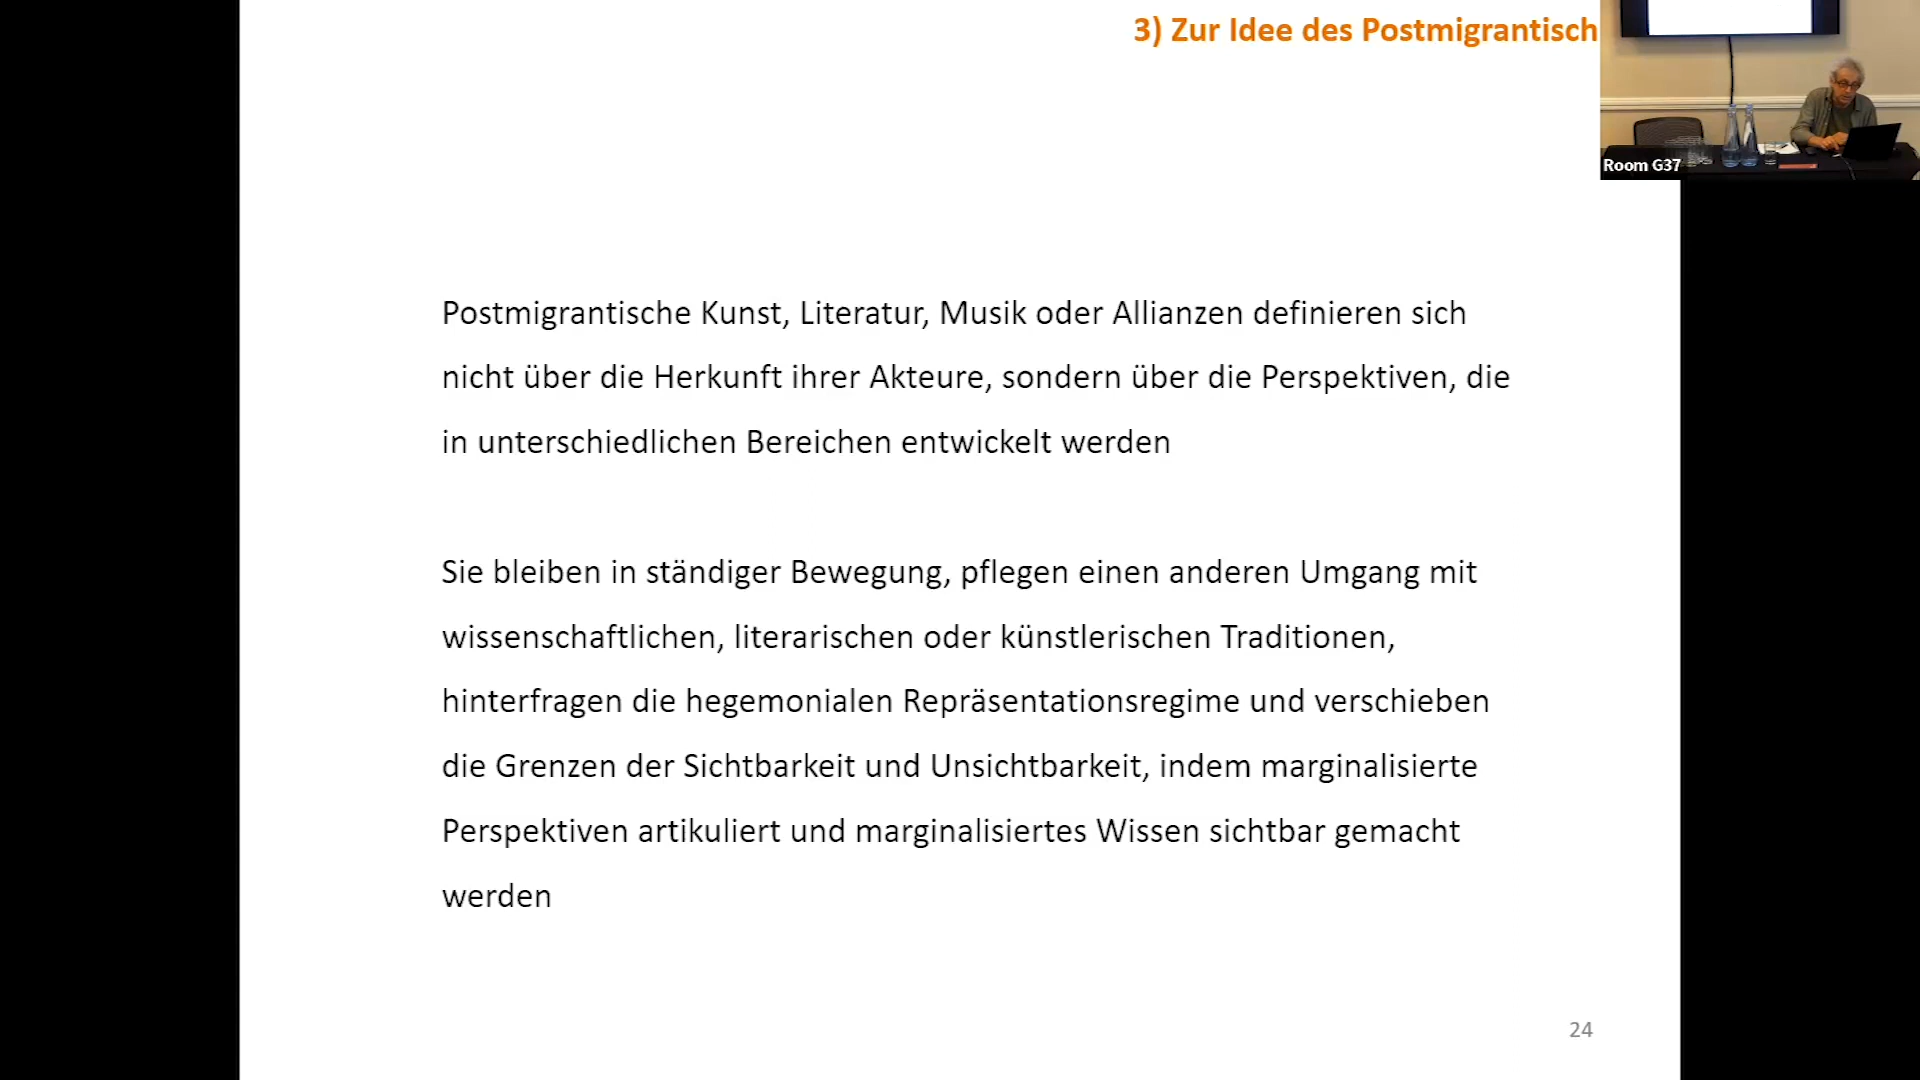 3) Zur Idee des Postmigrantisch
Room G37
Postmigrantische Kunst, Literatur, Musik oder Allianzen definieren sich
nicht über die Herkunft ihrer Akteure, sondern über die Perspektiven, die
in unterschiedlichen Bereichen entwickelt werden
Sie bleiben in ständiger Bewegung, pflegen einen anderen Umgang mit
wissenschaftlichen, literarischen oder künstlerischen Traditionen,
hinterfragen die hegemonialen Repräsentationsregime und verschieben
die Grenzen der Sichtbarkeit und Unsichtbarkeit, indem marginalisierte
Perspektiven artikuliert und marginalisiertes Wissen sichtbar gemacht
werden
24